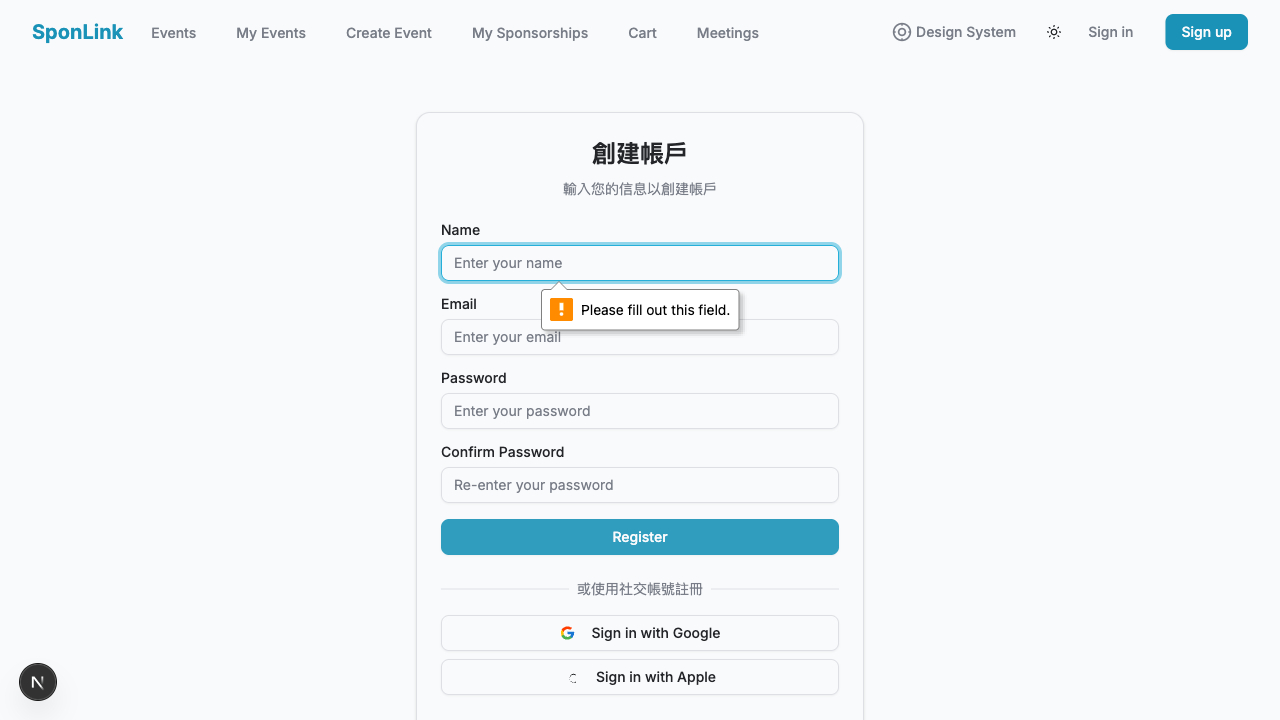 SponLink Events My Events Create Event My Sponsorships Cart Meetings Design System Sign in Sign up
創建帳戶
輸入您的信息以創建帳戶
Name
Enter your name
Please fill out this field.
Email
Enter your email
Password
Enter your password
Confirm Password
Re-enter your password
Register
或使用社交帳號註冊
Sign in with Google
Sign in with Apple
N